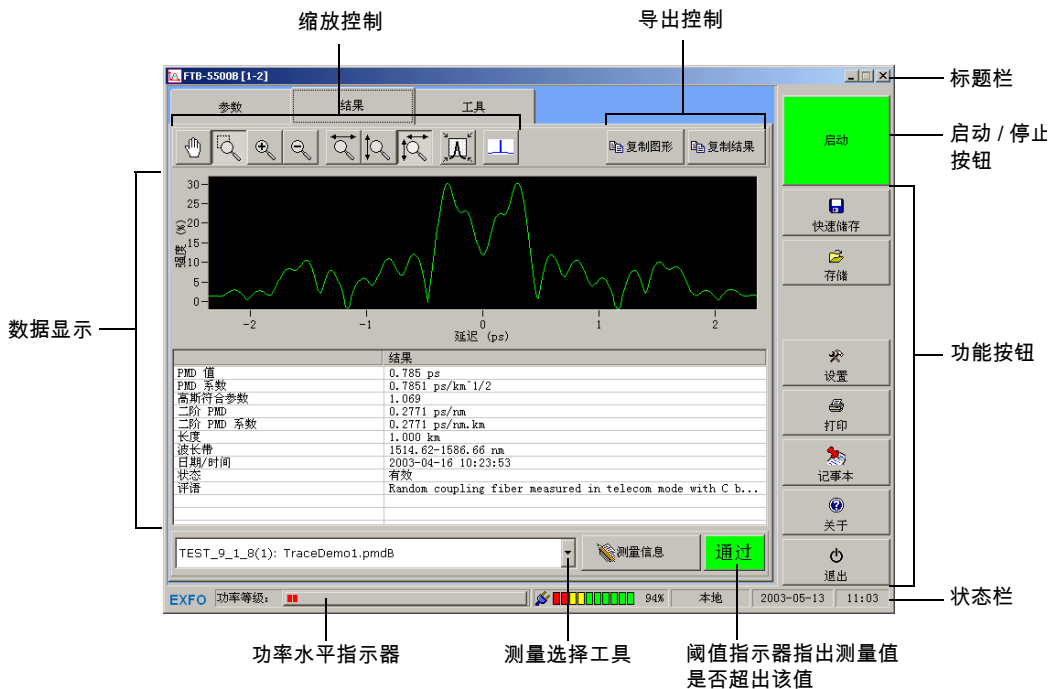 缩放控制
导出控制
FTB-5500B [1-2]
标题栏
参数
结果
工具
启动
启动 / 停止
按钮
复制图形
复制结果
30
25
20
15
10
5
0
强度 (%)
-2
-1
0
1
2
延迟 (ps)
快速储存
存储
数据显示
功能按钮
结果
PMD 值
0.785 ps
PMD 系数
0.7851 ps/km^1/2
高斯符合参数
1.069
二阶 PMD
0.2771 ps/nm
二阶 PMD 系数
0.2771 ps/nm.km
长度
1.000 km
波长带
1514.62-1586.66 nm
日期/时间
2003-04-16 10:23:53
状态
有效
评语
Random coupling fiber measured in telecom mode with C b...
设置
打印
记事本
关于
退出
TEST_9_1_8(1): TraceDemo1.pmdB
测量信息
通过
EXFO
功率等级:
94%
本地
2003-05-13
11:03
状态栏
功率水平指示器
测量选择工具
阈值指示器指出测量值
是否超出该值